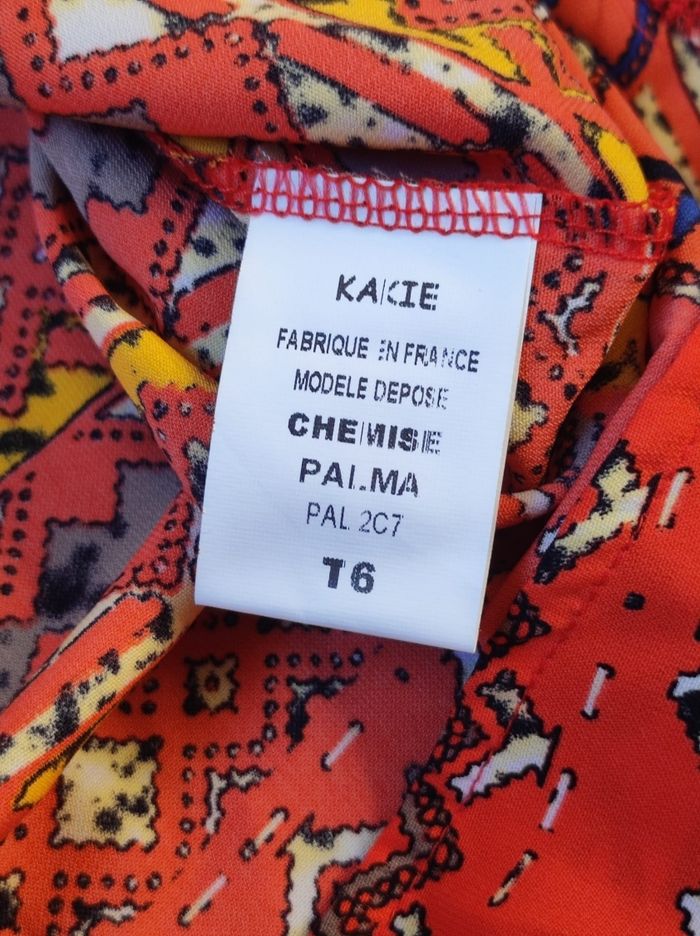 KAKIE
FABRIQUE EN FRANCE
MODELE DEPOSE
CHEMISE
PALMA
PAL 2C7
T6